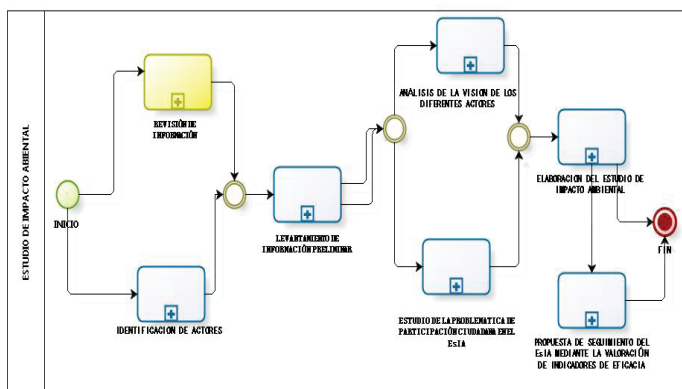 ESTUDIO DE IMPACTO ABIENTAL
INICIO
REVISIÓN DE
INFORMACIÓN
IDENTIFICACION DE ACTORES
LEVANTAMIENTO DE
INFORMACIÓN PRELIMINAR
ANÁLISIS DE LA VISION DE LOS
DIFERENTES ACTORES
ESTUDIO DE LA PROBLEMATICA DE
PARTICIPACIÓN CIUDADANA EN EL
EsIA
ELABORACION DEL ESTUDIO DE
IMPACTO AMBIENTAL
FIN
PROPUESTA DE SEGUIMIENTO DEL
EsIA MEDIANTE LA VALORACIÓN
DE INDICADORES DE EFICACIA